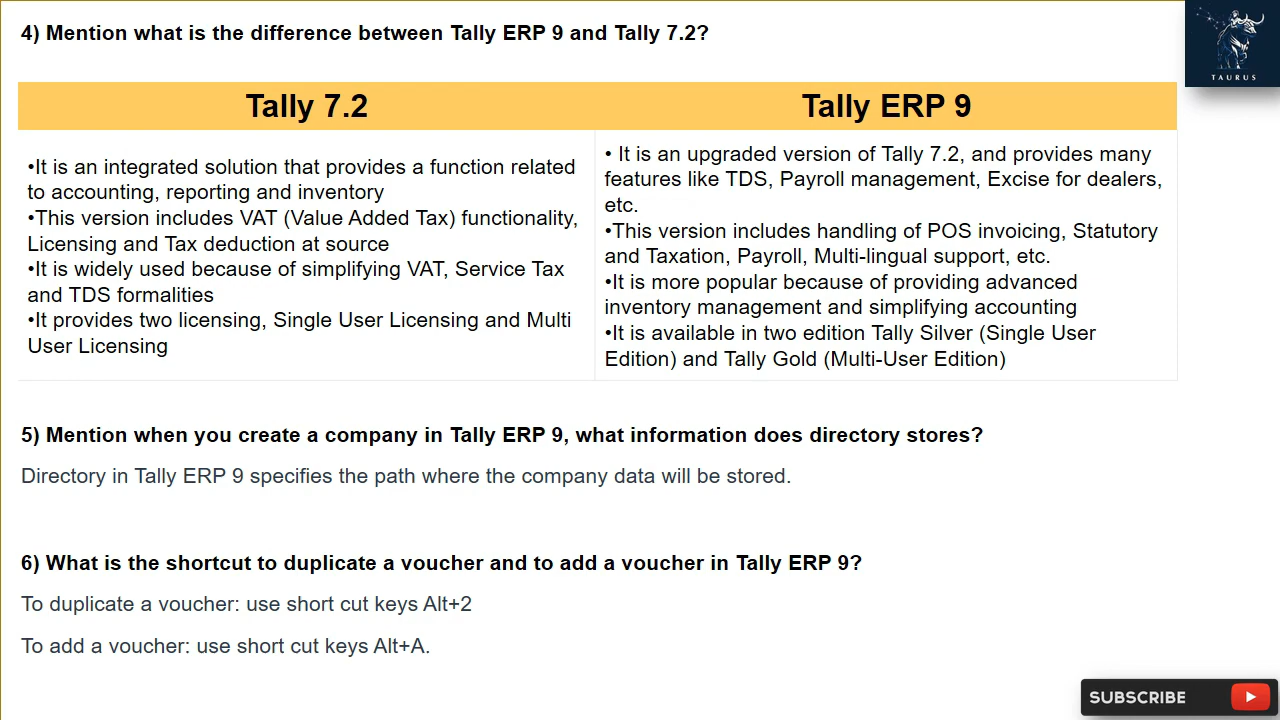 4) Mention what is the difference between Tally ERP 9 and Tally 7.2?
TAURUS
Tally 7.2
Tally ERP 9
•It is an integrated solution that provides a function related
to accounting, reporting and inventory
•This version includes VAT (Value Added Tax) functionality,
Licensing and Tax deduction at source
•It is widely used because of simplifying VAT, Service Tax
and TDS formalities
•It provides two licensing, Single User Licensing and Multi
User Licensing
• It is an upgraded version of Tally 7.2, and provides many
features like TDS, Payroll management, Excise for dealers,
etc.
•This version includes handling of POS invoicing, Statutory
and Taxation, Payroll, Multi-lingual support, etc.
•It is more popular because of providing advanced
inventory management and simplifying accounting
•It is available in two edition Tally Silver (Single User
Edition) and Tally Gold (Multi-User Edition)
5) Mention when you create a company in Tally ERP 9, what information does directory stores?
Directory in Tally ERP 9 specifies the path where the company data will be stored.
6) What is the shortcut to duplicate a voucher and to add a voucher in Tally ERP 9?
To duplicate a voucher: use short cut keys Alt+2
To add a voucher: use short cut keys Alt+A.
SUBSCRIBE